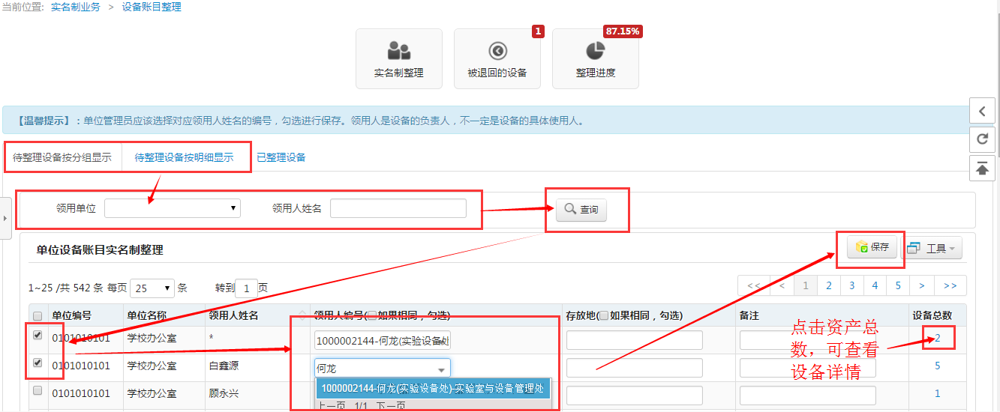 当前位置: 实名制业务 > 设备账目整理
1 87.15%
实名制整理 被退回的设备 整理进度
【温馨提示】：单位管理员应该选择对应领用人姓名的编号，勾选进行保存。领用人是设备的负责人，不一定是设备的具体使用人。
待整理设备按分组显示 待整理设备按明细显示 已整理设备
领用单位 领用人姓名 查询
单位设备账目实名制整理 保存 工具
1~25 /共 542 条 每页 25 条 转到 1 页 << < 1 2 3 4 5 > >>
单位编号 单位名称 领用人姓名 领用人编号(如果相同，勾选) 存放地(如果相同，勾选) 备注 设备总数
0101010101 学校办公室 * 1000002144-何龙(实验设备处 2
0101010101 学校办公室 白鑫源 何龙 5
0101010101 学校办公室 顾永兴 1
1000002144-何龙(实验设备处)-实验室与设备管理处
上一页 1/1 下一页
点击资产总
数，可查看
设备详情